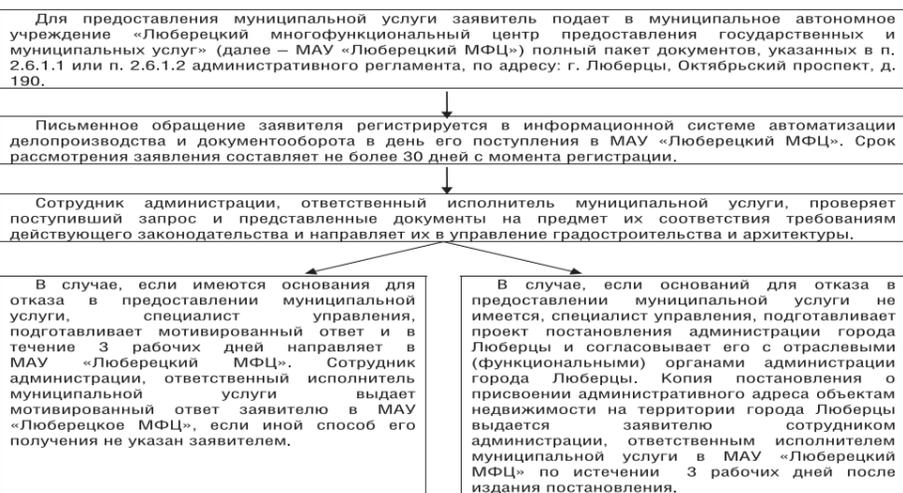 Для предоставления муниципальной услуги заявитель подает в муниципальное автономное
учреждение «Люберецкий многофункциональный центр предоставления государственных и
муниципальных услуг» (далее – МАУ «Люберецкий МФЦ») полный пакет документов, указанных в п.
2.6.1.1 или п. 2.6.1.2 административного регламента, по адресу: г. Люберцы, Октябрьский проспект, д.
190.
Письменное обращение заявителя регистрируется в информационной системе автоматизации
делопроизводства и документооборота в день его поступления в МАУ «Люберецкий МФЦ». Срок
рассмотрения заявления составляет не более 30 дней с момента регистрации.
Сотрудник администрации, ответственный исполнитель муниципальной услуги, проверяет
поступивший запрос и представленные документы на предмет их соответствия требованиям
действующего законодательства и направляет их в управление градостроительства и архитектуры.
В случае, если имеются основания для
отказа в предоставлении муниципальной
услуги, специалист управления,
подготавливает мотивированный ответ и в
течение 3 рабочих дней направляет в
МАУ «Люберецкий МФЦ». Сотрудник
администрации, ответственный исполнитель
муниципальной услуги выдает
мотивированный ответ заявителю в МАУ
«Люберецкое МФЦ», если иной способ его
получения не указан заявителем.
В случае, если оснований для отказа в
предоставлении муниципальной услуги не
имеется, специалист управления, подготавливает
проект постановления администрации города
Люберцы и согласовывает его с отраслевыми
(функциональными) органами администрации
города Люберцы. Копия постановления о
присвоении административного адреса объектам
недвижимости на территории города Люберцы
выдается заявителю сотрудником
администрации, ответственным исполнителем
муниципальной услуги в МАУ «Люберецкий
МФЦ» по истечении 3 рабочих дней после
издания постановления.